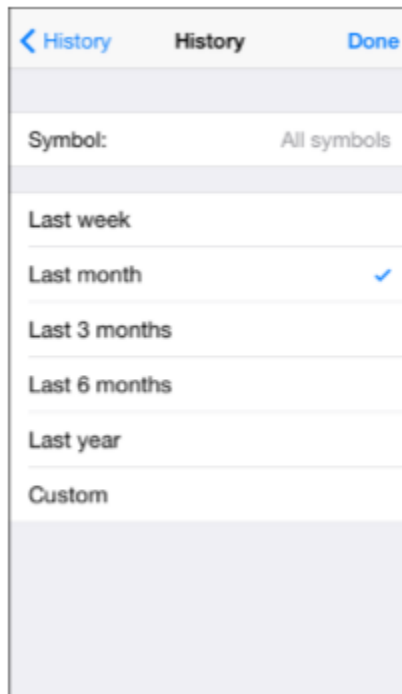 History History Done
Symbol: All symbols
Last week
Last month
Last 3 months
Last 6 months
Last year
Custom